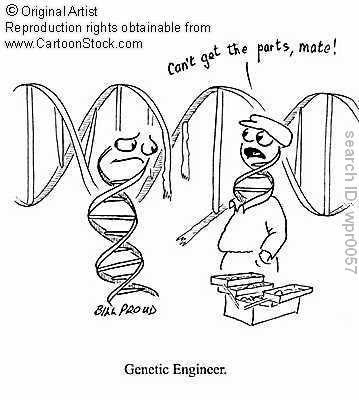 © Original Artist
Reproduction rights obtainable from
www.CartoonStock.com
Can't get the parts, mate!
search ID: wpr0057
BILL PROUD
Genetic Engineer.